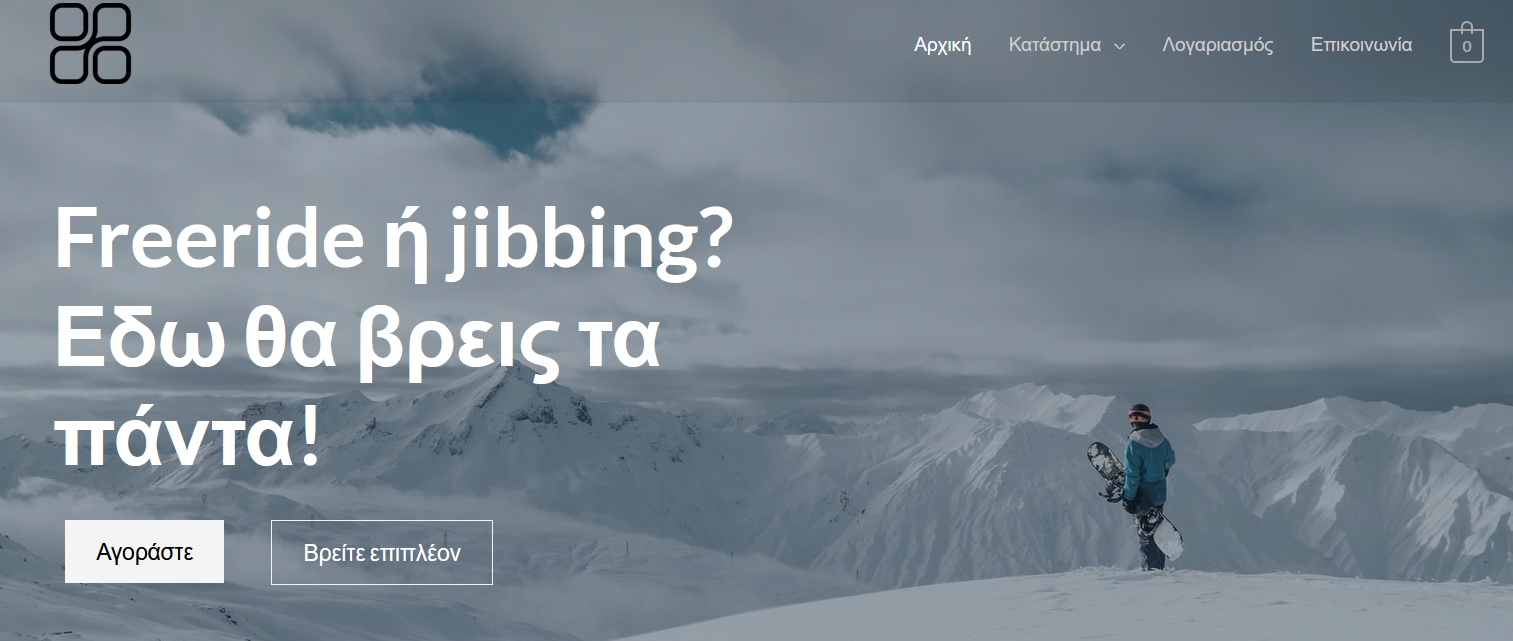 Αρχική Κατάστημα Λογαριασμός Επικοινωνία 0
Freeride ή jibbing?
Εδω θα βρεις τα
πάντα!
Αγοράστε Βρείτε επιπλέον